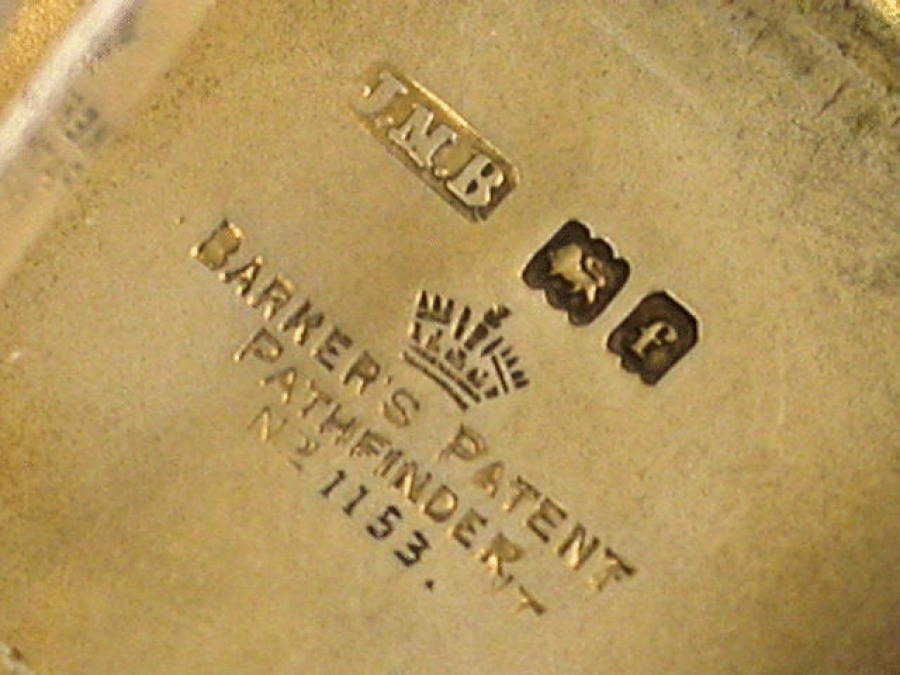 J.M.B
f
BARKER'S PATENT
PATHFINDER
Nº 1153.